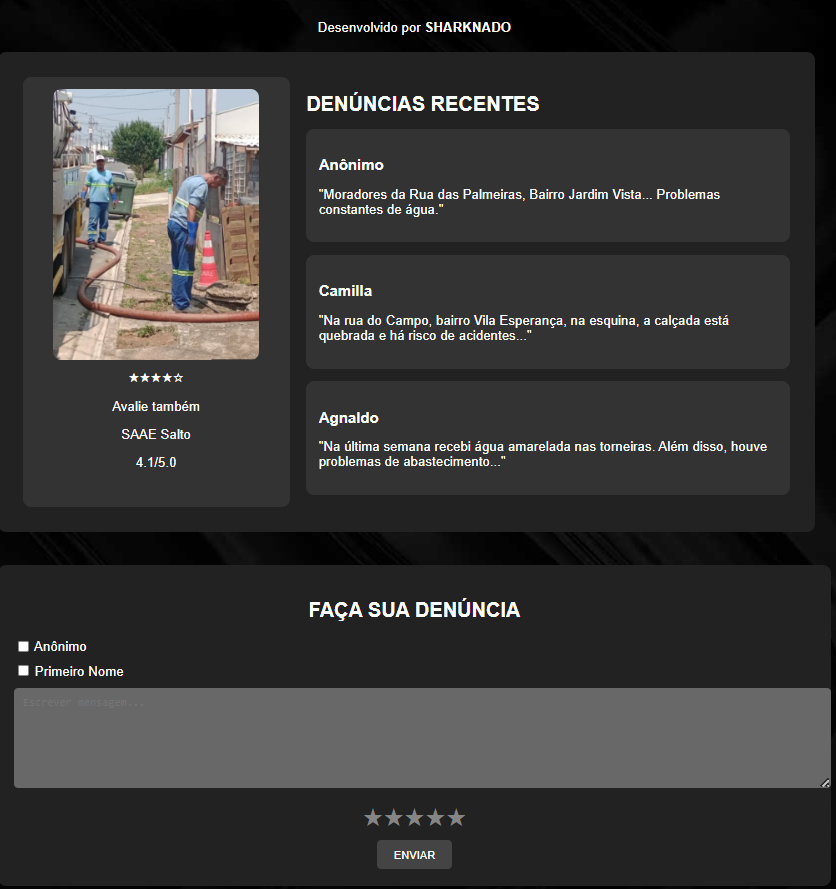 Desenvolvido por SHARKNADO
★★★★☆
Avalie também
SAAE Salto
4.1/5.0
DENÚNCIAS RECENTES
Anônimo
"Moradores da Rua das Palmeiras, Bairro Jardim Vista... Problemas
constantes de água."
Camilla
"Na rua do Campo, bairro Vila Esperança, na esquina, a calçada está
quebrada e há risco de acidentes..."
Agnaldo
"Na última semana recebi água amarelada nas torneiras. Além disso, houve
problemas de abastecimento..."
FAÇA SUA DENÚNCIA
Anônimo
Primeiro Nome
Escrever mensagem...
★★★★★
ENVIAR